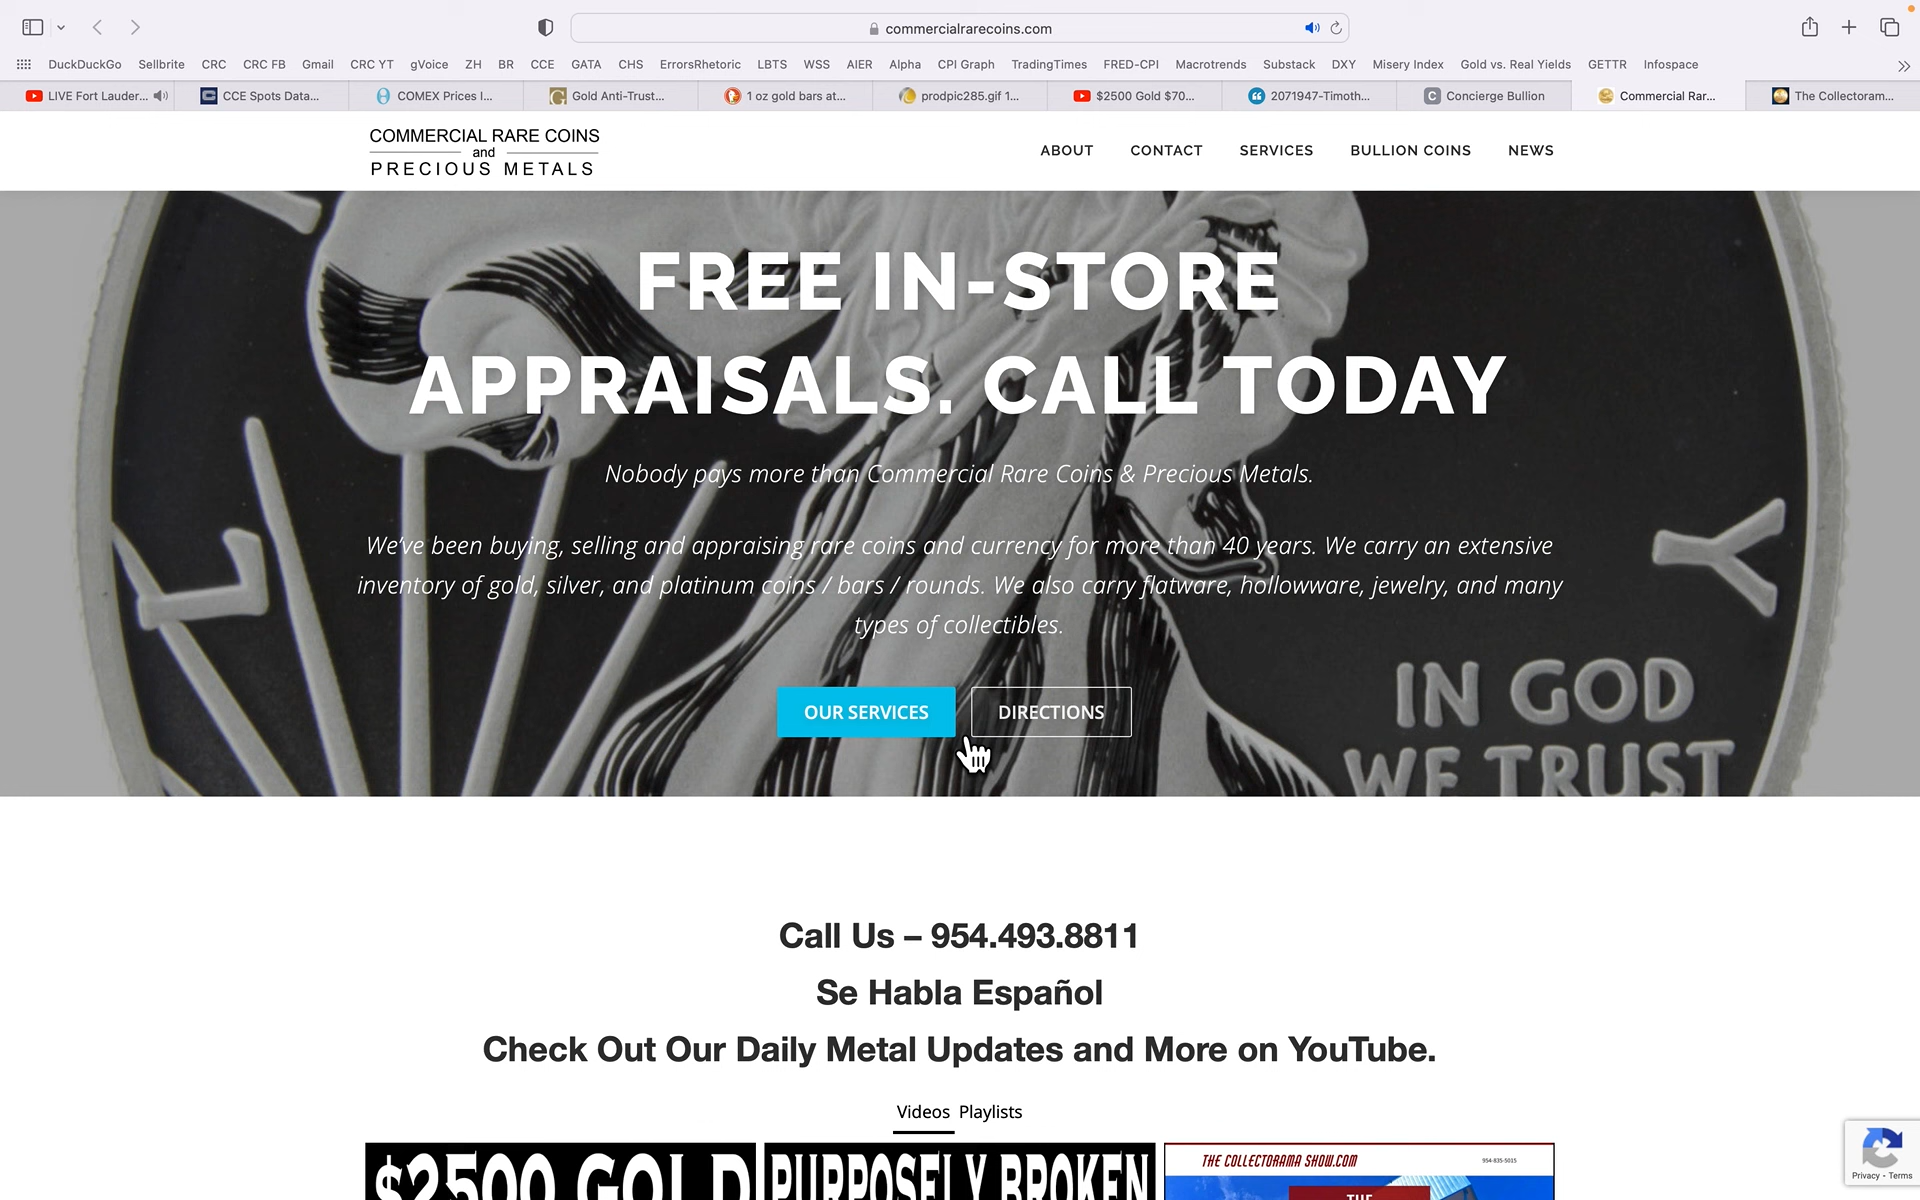 commercialrarecoins.com
DuckDuckGo Sellbrite CRC CRC FB Gmail CRC YT gVoice ZH BR CCE GATA CHS ErrorsRhetoric LBTS WSS AIER Alpha CPI Graph TradingTimes FRED-CPI Macrotrends Substack DXY Misery Index Gold vs. Real Yields GETTR Infospace
LIVE Fort Lauder... CCE Spots Data... COMEX Prices I... Gold Anti-Trust... 1 oz gold bars at... prodpic285.gif 1... $2500 Gold $70... 2071947-Timoth... Concierge Bullion Commercial Rar... The Collectoram...
COMMERCIAL RARE COINS
and
PRECIOUS METALS
ABOUT CONTACT SERVICES BULLION COINS NEWS
FREE IN-STORE
APPRAISALS. CALL TODAY
Nobody pays more than Commercial Rare Coins & Precious Metals.
We've been buying, selling and appraising rare coins and currency for more than 40 years. We carry an extensive
inventory of gold, silver, and platinum coins / bars / rounds. We also carry flatware, hollowware, jewelry, and many
types of collectibles.
L Y
IN GOD
WE TRUST
OUR SERVICES DIRECTIONS
Call Us – 954.493.8811
Se Habla Español
Check Out Our Daily Metal Updates and More on YouTube.
Videos Playlists
$2500 GOLD PURPOSELY BROKEN THE COLLECTORAMA SHOW.COM 954-835-5015
THE
Privacy - Terms